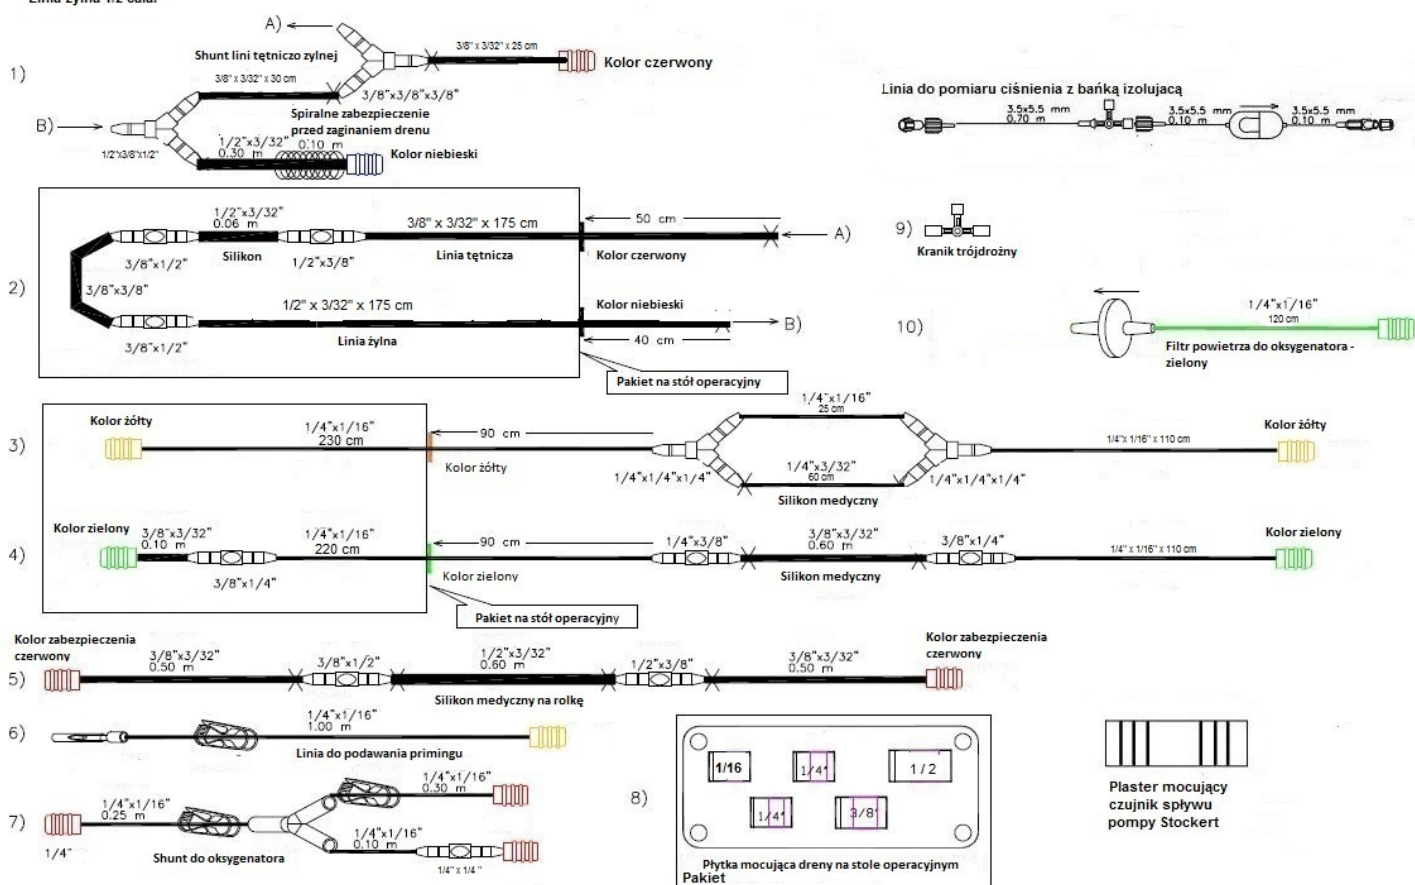 Linia żylna 1/2 cala.
A)
Shunt lini tętniczo zylnej
3/8" x 3/32" x 25 cm
Kolor czerwony
1)
3/8" x 3/32" x 30 cm
3/8"x3/8"x3/8"
B)
Spiralne zabezpieczenie
przed zaginaniem drenu
1/2"x3/8"x1/2"
1/2"x3/32"
0.30 m
0.10 m
Kolor niebieski
Linia do pomiaru ciśnienia z bańką izolujacą
3.5x5.5 mm
0.70 m
3.5x5.5 mm
0.10 m
3.5x5.5 mm
0.10 m
2)
1/2"x3/32"
0.06 m
3/8" x 3/32" x 175 cm
50 cm
A)
3/8"x1/2"
Silikon
1/2"x3/8"
Linia tętnicza
Kolor czerwony
3/8"x3/8"
1/2" x 3/32" x 175 cm
Kolor niebieski
3/8"x1/2"
Linia żylna
40 cm
B)
Pakiet na stół operacyjny
9)
Kranik trójdrożny
10)
1/4"x1/16"
120 cm
Filtr powietrza do oksygenatora -
zielony
3)
Kolor żółty
1/4"x1/16"
230 cm
90 cm
Kolor żółty
1/4"x1/4"x1/4"
1/4"x1/16"
25 cm
1/4"x3/32"
60 cm
Silikon medyczny
1/4"x1/4"x1/4"
1/4"x 1/16" x 110 cm
Kolor żółty
4)
Kolor zielony
3/8"x3/32"
0.10 m
3/8"x1/4"
1/4"x1/16"
220 cm
90 cm
Kolor zielony
1/4"x3/8"
3/8"x3/32"
0.60 m
Silikon medyczny
3/8"x1/4"
1/4" x 1/16" x 110 cm
Kolor zielony
Pakiet na stół operacyjny
5)
Kolor zabezpieczenia
czerwony
3/8"x3/32"
0.50 m
3/8"x1/2"
1/2"x3/32"
0.60 m
Silikon medyczny na rolkę
1/2"x3/8"
3/8"x3/32"
0.50 m
Kolor zabezpieczenia
czerwony
6)
1/4"x1/16"
1.00 m
Linia do podawania primingu
7)
1/4"
1/4"x1/16"
0.25 m
Shunt do oksygenatora
1/4"x1/16"
0.30 m
1/4"x1/16"
0.10 m
1/4" x 1/4 "
8)
1/16
1/4"
1/2
1/4"
3/8"
Płytka mocująca dreny na stole operacyjnym
Pakiet
Plaster mocujący
czujnik spływu
pompy Stockert